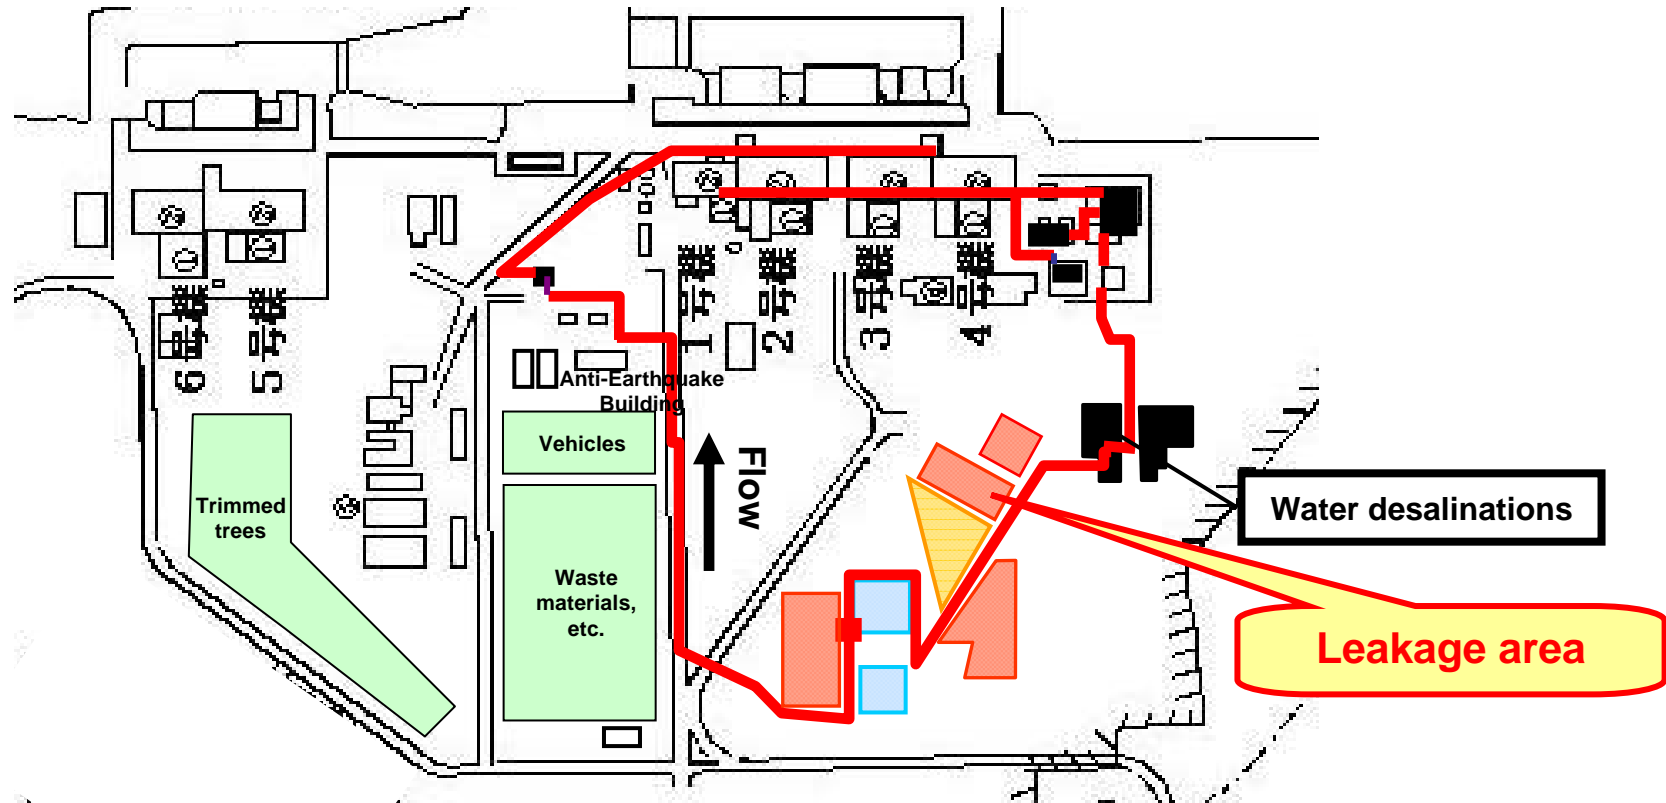 6号機
5号機
1号機
2号機
3号機
4号機
Anti-Earthquake
Building
Vehicles
Flow
Trimmed
trees
Waste
materials,
etc.
Water desalinations
Leakage area